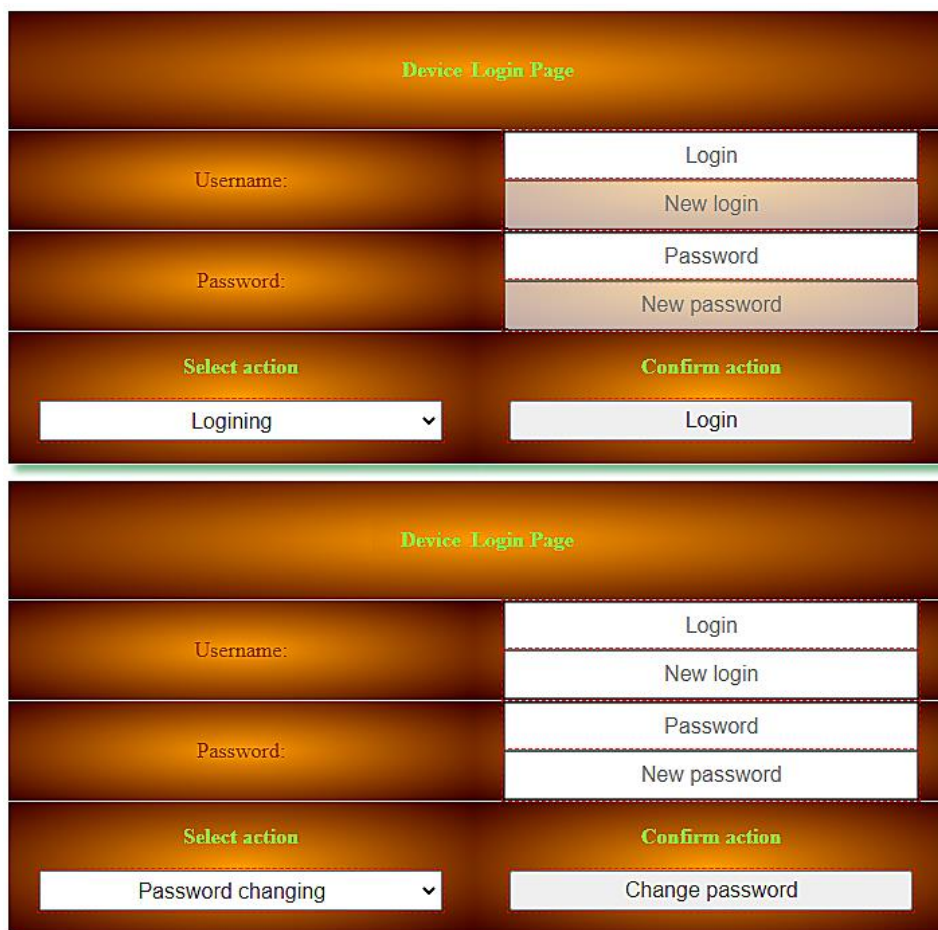 Device Login Page
Username:
Login
New login
Password:
Password
New password
Select action
Confirm action
Logining
Login
Device Login Page
Username:
Login
New login
Password:
Password
New password
Select action
Confirm action
Password changing
Change password